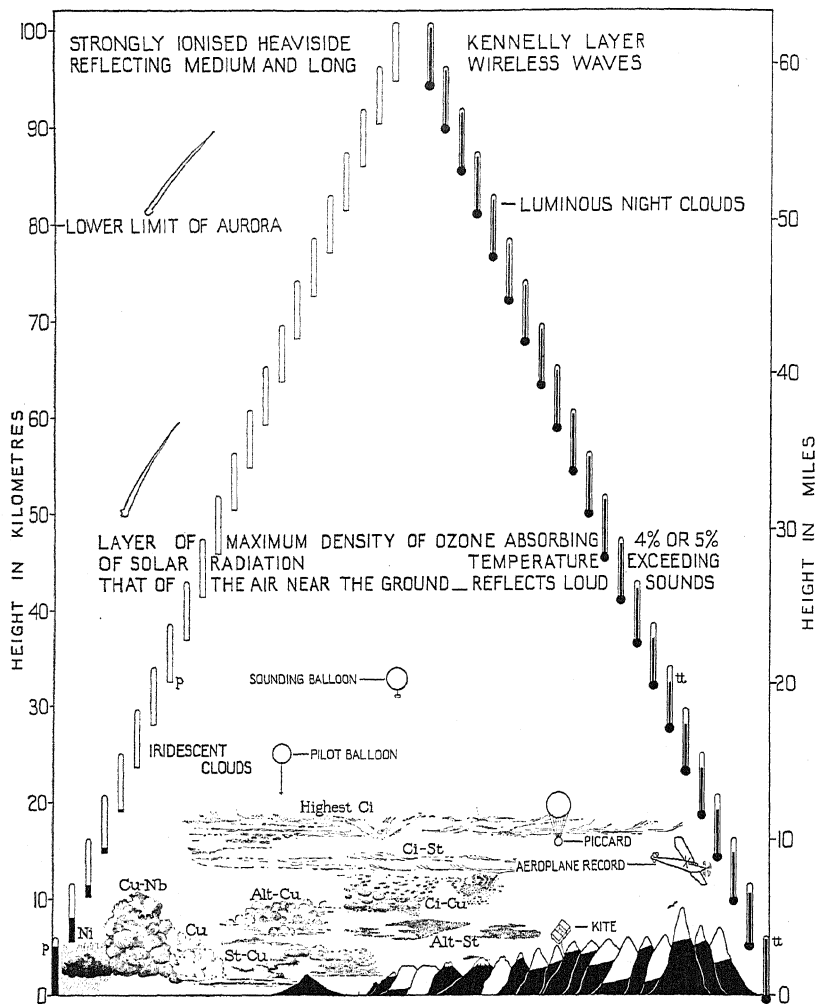 100
STRONGLY IONISED HEAVISIDE KENNELLY LAYER
REFLECTING MEDIUM AND LONG WIRELESS WAVES
60
90
LUMINOUS NIGHT CLOUDS
80
LOWER LIMIT OF AURORA
50
70
40
60
HEIGHT IN KILOMETRES
HEIGHT IN MILES
50
30
LAYER OF MAXIMUM DENSITY OF OZONE ABSORBING 4% OR 5%
OF SOLAR RADIATION TEMPERATURE EXCEEDING
THAT OF THE AIR NEAR THE GROUND — REFLECTS LOUD SOUNDS
40
p
SOUNDING BALLOON
tt
20
30
IRIDESCENT
CLOUDS
PILOT BALLOON
20
Highest Ci
PICCARD
10
Ci-St
AEROPLANE RECORD
10
Cu-Nb
Alt-Cu
Ci-Cu
Ni
Cu
KITE
P
5
Alt-St
tt
St-Cu
0
0